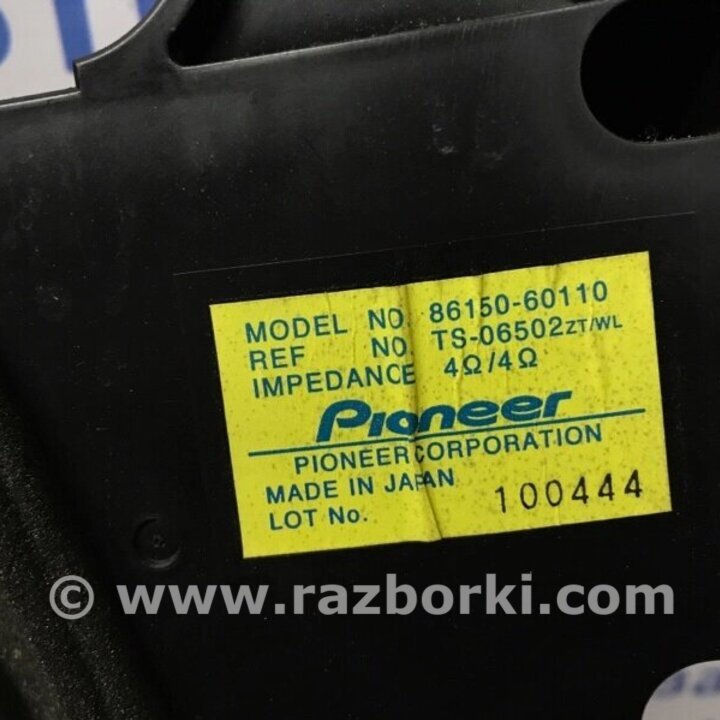 MODEL NO 86150-60110
REF NO TS-06502ZT/WL
IMPEDANCE 4Ω/4Ω
Pioneer
PIONEER CORPORATION
MADE IN JAPAN
LOT No. 100444
© www.razborki.com